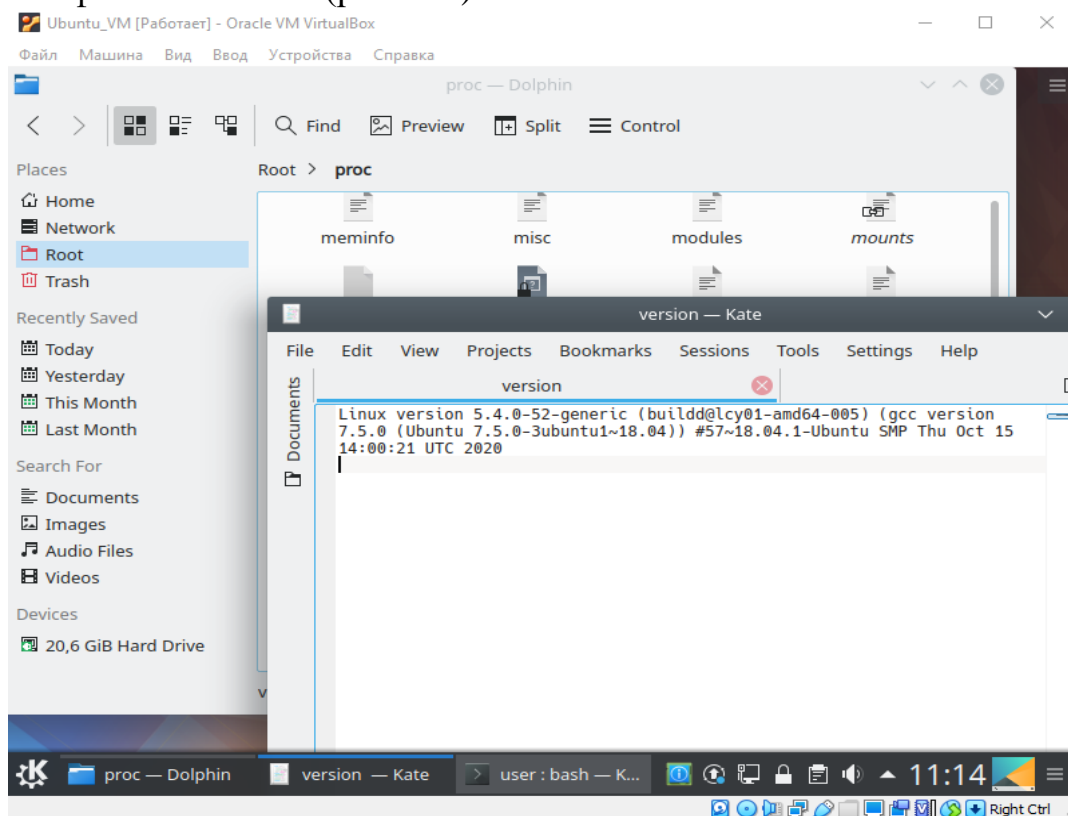 Ubuntu_VM [Работает] - Oracle VM VirtualBox
Файл Машина Вид Ввод Устройства Справка
proc — Dolphin
Find Preview Split Control
Places
Root > proc
Home
Network
Root
Trash
meminfo misc modules mounts
Recently Saved
Today
Yesterday
This Month
Last Month
Search For
Documents
Images
Audio Files
Videos
Devices
20,6 GiB Hard Drive
version — Kate
File Edit View Projects Bookmarks Sessions Tools Settings Help
Documents
version
Linux version 5.4.0-52-generic (buildd@lcy01-amd64-005) (gcc version
7.5.0 (Ubuntu 7.5.0-3ubuntu1~18.04)) #57~18.04.1-Ubuntu SMP Thu Oct 15
14:00:21 UTC 2020
proc — Dolphin version — Kate user : bash — K... 11:14
Right Ctrl